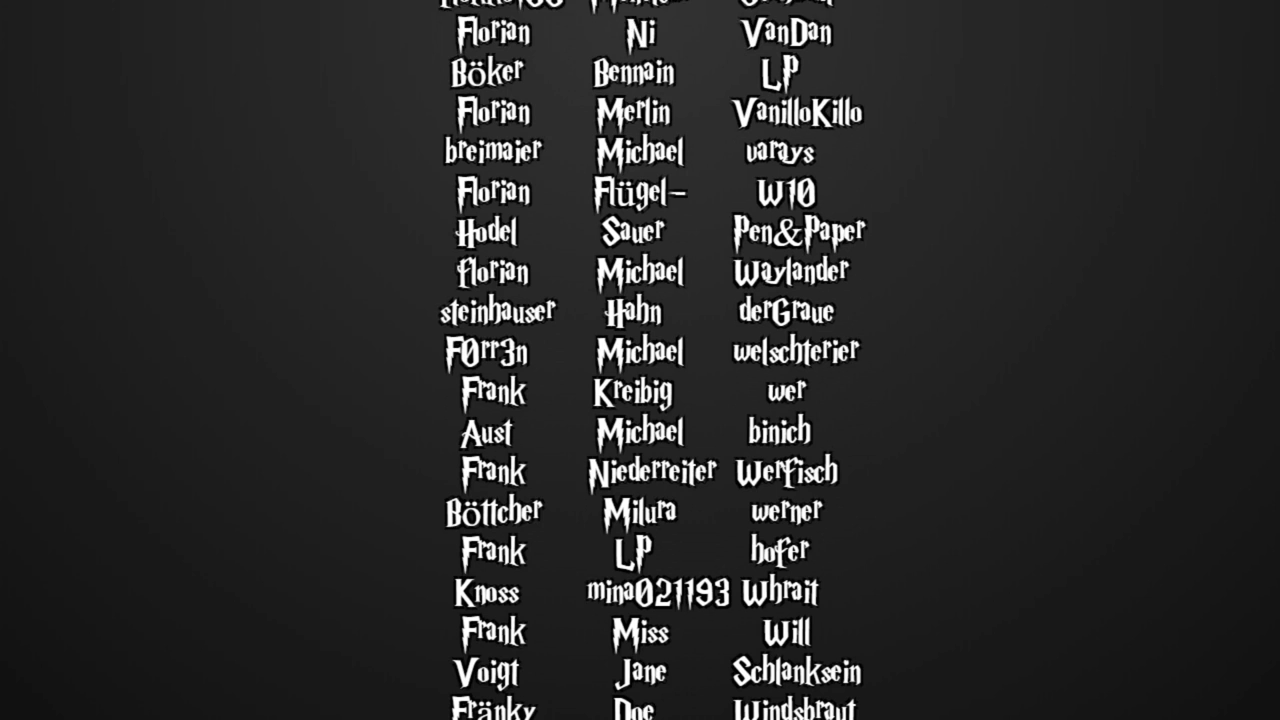 Florian Ni VanDan
Böker Bennain LP
Florian Merlin VanilloKillo
breimaier Michael varays
Florian Flügel- W10
Hodel Sauer Pen&Paper
florian Michael Waylander
steinhauser Hahn derGraue
F0rr3n Michael welschterier
Frank Kreibig wer
Aust Michael binich
Frank Niederreiter Werfisch
Böttcher Milura werner
Frank LP hofer
Knoss mina021193 Whrait
Frank Miss Will
Voigt Jane Schlanksein
Fränky Doe Windsbraut